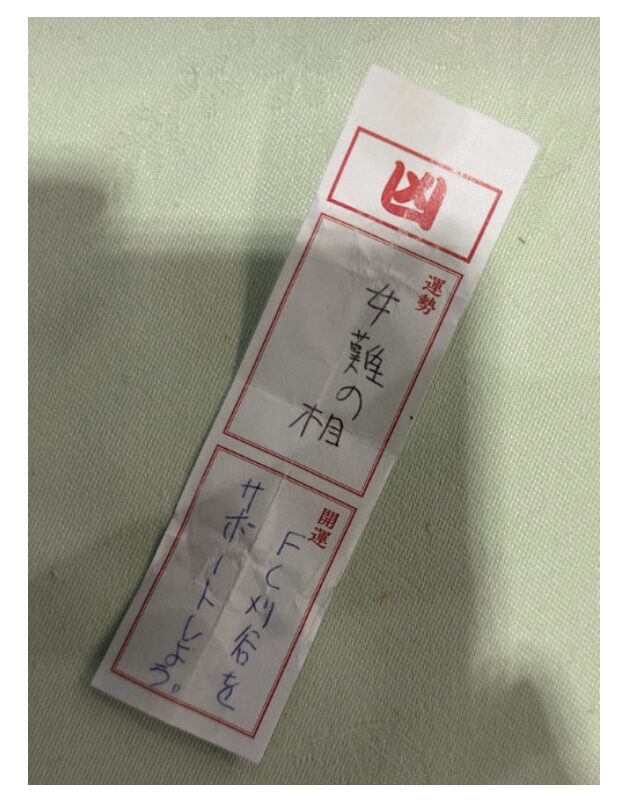 凶
運勢
女難の
相
開運
FC刈谷を
サポートしよう。